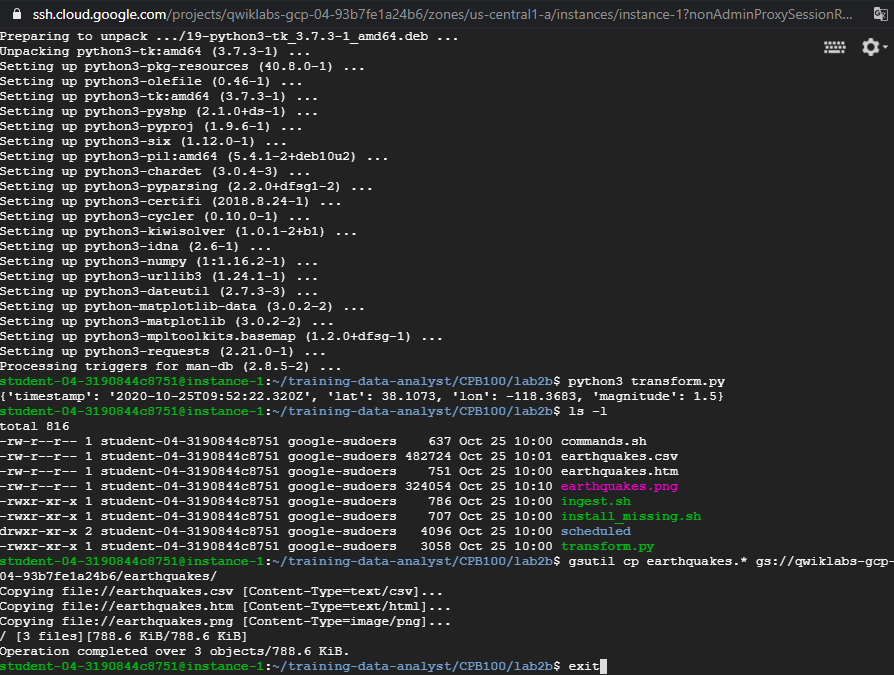 ssh.cloud.google.com/projects/qwiklabs-gcp-04-93b7fe1a24b6/zones/us-central1-a/instances/instance-1?nonAdminProxySessionR...
Preparing to unpack .../19-python3-tk_3.7.3-1_amd64.deb ...
Unpacking python3-tk:amd64 (3.7.3-1) ...
Setting up python3-pkg-resources (40.8.0-1) ...
Setting up python3-olefile (0.46-1) ...
Setting up python3-tk:amd64 (3.7.3-1) ...
Setting up python3-pyshp (2.1.0+ds-1) ...
Setting up python3-pyproj (1.9.6-1) ...
Setting up python3-six (1.12.0-1) ...
Setting up python3-pil:amd64 (5.4.1-2+deb10u2) ...
Setting up python3-chardet (3.0.4-3) ...
Setting up python3-pyparsing (2.2.0+dfsg1-2) ...
Setting up python3-certifi (2018.8.24-1) ...
Setting up python3-cycler (0.10.0-1) ...
Setting up python3-kiwisolver (1.0.1-2+b1) ...
Setting up python3-idna (2.6-1) ...
Setting up python3-numpy (1:1.16.2-1) ...
Setting up python3-urllib3 (1.24.1-1) ...
Setting up python3-dateutil (2.7.3-3) ...
Setting up python-matplotlib-data (3.0.2-2) ...
Setting up python3-matplotlib (3.0.2-2) ...
Setting up python3-mpltoolkits.basemap (1.2.0+dfsg-1) ...
Setting up python3-requests (2.21.0-1) ...
Processing triggers for man-db (2.8.5-2) ...
student-04-3190844c8751@instance-1:~/training-data-analyst/CPB100/lab2b$ python3 transform.py
{'timestamp': '2020-10-25T09:52:22.320Z', 'lat': 38.1073, 'lon': -118.3683, 'magnitude': 1.5}
student-04-3190844c8751@instance-1:~/training-data-analyst/CPB100/lab2b$ ls -l
total 816
-rw-r--r-- 1 student-04-3190844c8751 google-sudoers    637 Oct 25 10:00 commands.sh
-rw-r--r-- 1 student-04-3190844c8751 google-sudoers 482724 Oct 25 10:01 earthquakes.csv
-rw-r--r-- 1 student-04-3190844c8751 google-sudoers    751 Oct 25 10:00 earthquakes.htm
-rw-r--r-- 1 student-04-3190844c8751 google-sudoers 324054 Oct 25 10:10 earthquakes.png
-rwxr-xr-x 1 student-04-3190844c8751 google-sudoers    786 Oct 25 10:00 ingest.sh
-rwxr-xr-x 1 student-04-3190844c8751 google-sudoers    707 Oct 25 10:00 install_missing.sh
drwxr-xr-x 2 student-04-3190844c8751 google-sudoers   4096 Oct 25 10:00 scheduled
-rwxr-xr-x 1 student-04-3190844c8751 google-sudoers   3058 Oct 25 10:00 transform.py
student-04-3190844c8751@instance-1:~/training-data-analyst/CPB100/lab2b$ gsutil cp earthquakes.* gs://qwiklabs-gcp-
04-93b7fe1a24b6/earthquakes/
Copying file://earthquakes.csv [Content-Type=text/csv]...
Copying file://earthquakes.htm [Content-Type=text/html]...
Copying file://earthquakes.png [Content-Type=image/png]...
/ [3 files][788.6 KiB/788.6 KiB]
Operation completed over 3 objects/788.6 KiB.
student-04-3190844c8751@instance-1:~/training-data-analyst/CPB100/lab2b$ exit